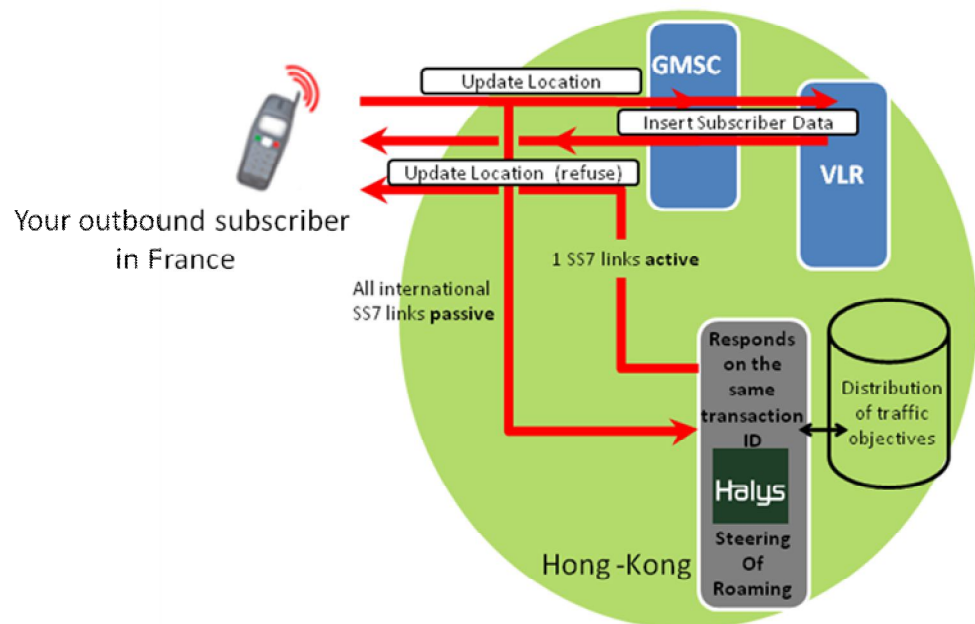 GMSC
Update Location
Insert Subscriber Data
VLR
Update Location (refuse)
Your outbound subscriber
in France
1 SS7 links active
All international
SS7 links passive
Responds
on the
same
transaction
ID
Distribution
of traffic
objectives
Halys
Steering
Of
Roaming
Hong -Kong